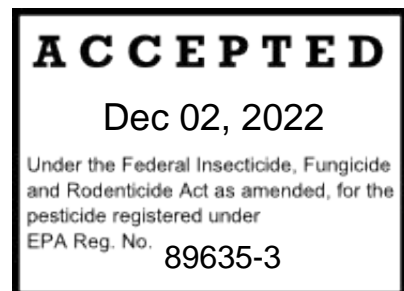 ACCEPTED
Dec 02, 2022
Under the Federal Insecticide, Fungicide
and Rodenticide Act as amended, for the
pesticide registered under
EPA Reg. No. 89635-3